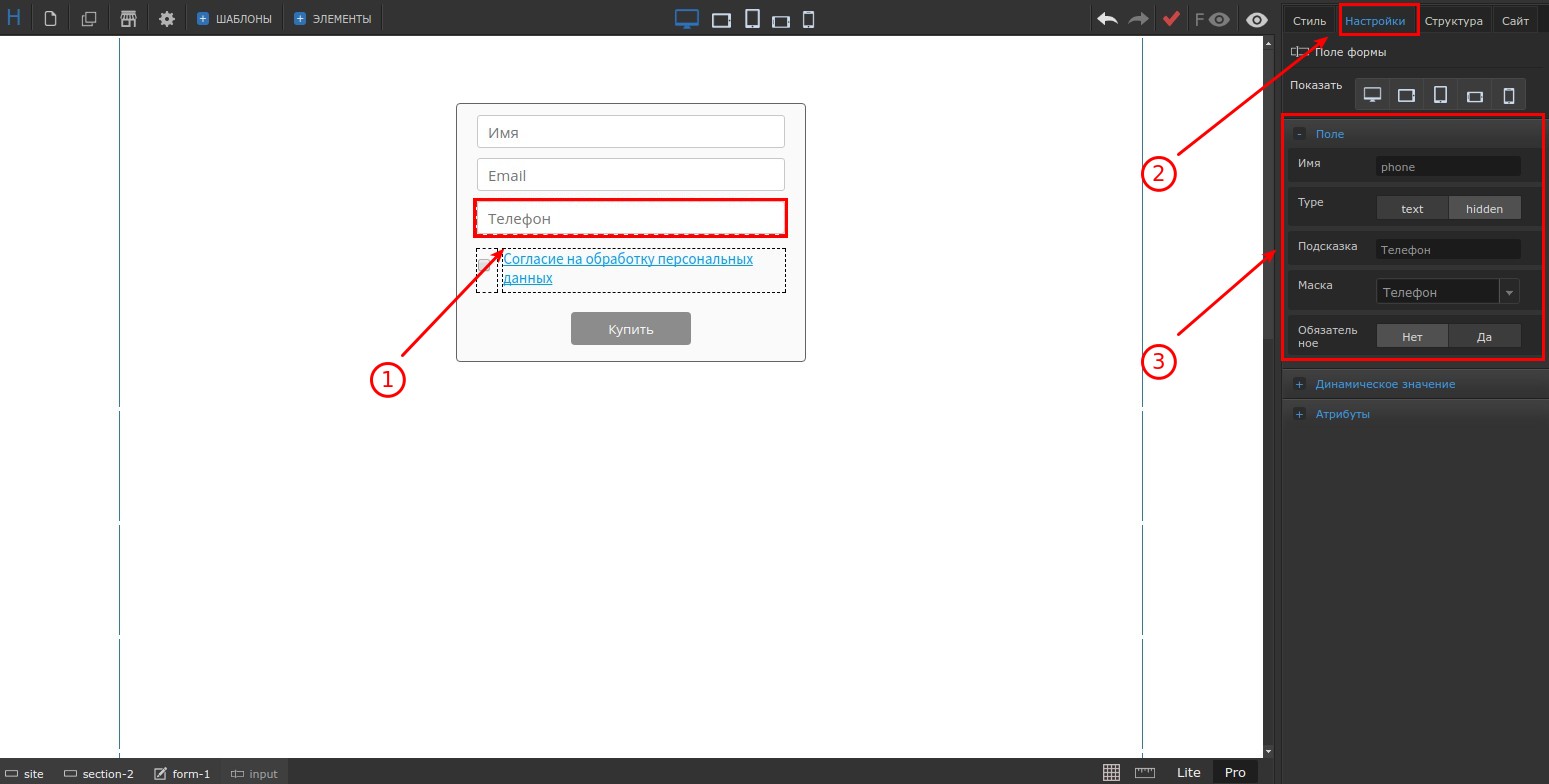 H
ШАБЛОНЫ
ЭЛЕМЕНТЫ
F
Стиль
Настройки
Структура
Сайт
Поле формы
Показать
Поле
Имя
phone
Type
text
hidden
Подсказка
Телефон
Маска
Телефон
Обязатель
ное
Нет
Да
Динамическое значение
Атрибуты
Имя
Email
Телефон
Согласие на обработку персональных
данных
Купить
1
2
3
site
section-2
form-1
input
Lite
Pro